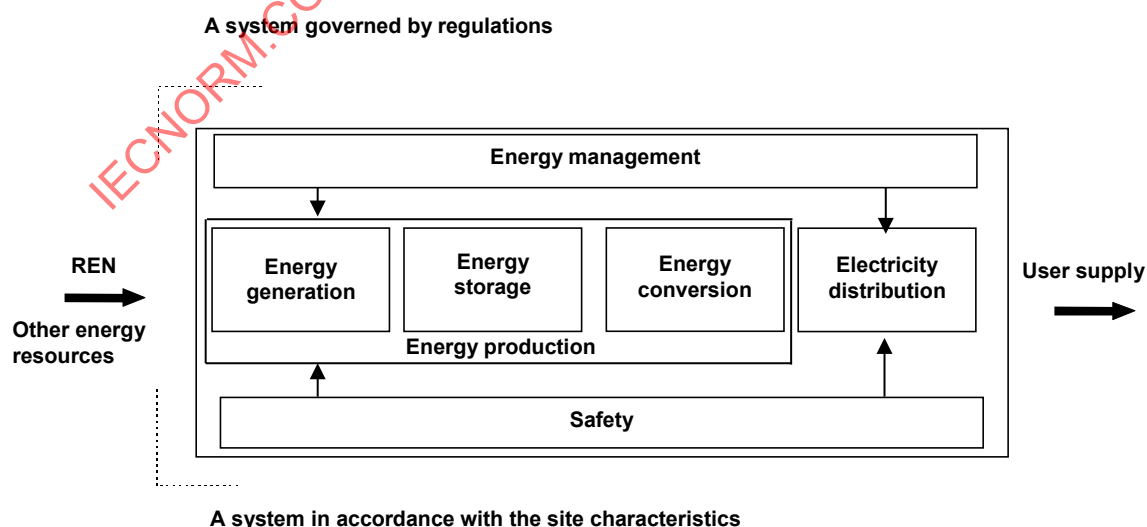 A system governed by regulations
IECNORM.CO
Energy management
REN
Other energy
resources
Energy
generation
Energy
storage
Energy
conversion
Energy production
Electricity
distribution
User supply
Safety
A system in accordance with the site characteristics